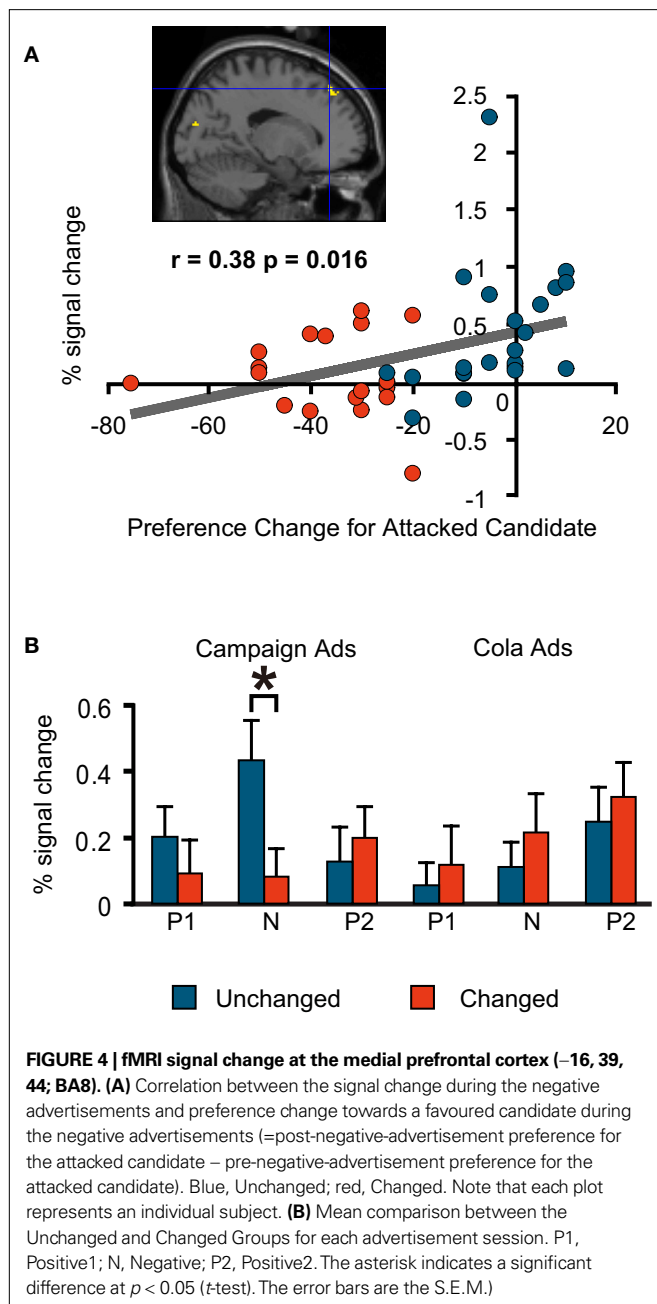 A
2.5
2
1.5
1
0.5
0
-0.5
-1
% signal change
r = 0.38 p = 0.016
-80
-60
-40
-20
20
Preference Change for Attacked Candidate
B
Campaign Ads
Cola Ads
*
0.6
0.4
0.2
0
% signal change
P1
N
P2
P1
N
P2
Unchanged
Changed
FIGURE 4 | fMRI signal change at the medial prefrontal cortex (–16, 39,
44; BA8). (A) Correlation between the signal change during the negative
advertisements and preference change towards a favoured candidate during
the negative advertisements (=post-negative-advertisement preference for
the attacked candidate – pre-negative-advertisement preference for the
attacked candidate). Blue, Unchanged; red, Changed. Note that each plot
represents an individual subject. (B) Mean comparison between the
Unchanged and Changed Groups for each advertisement session. P1,
Positive1; N, Negative; P2, Positive2. The asterisk indicates a significant
difference at p < 0.05 (t-test). The error bars are the S.E.M.)